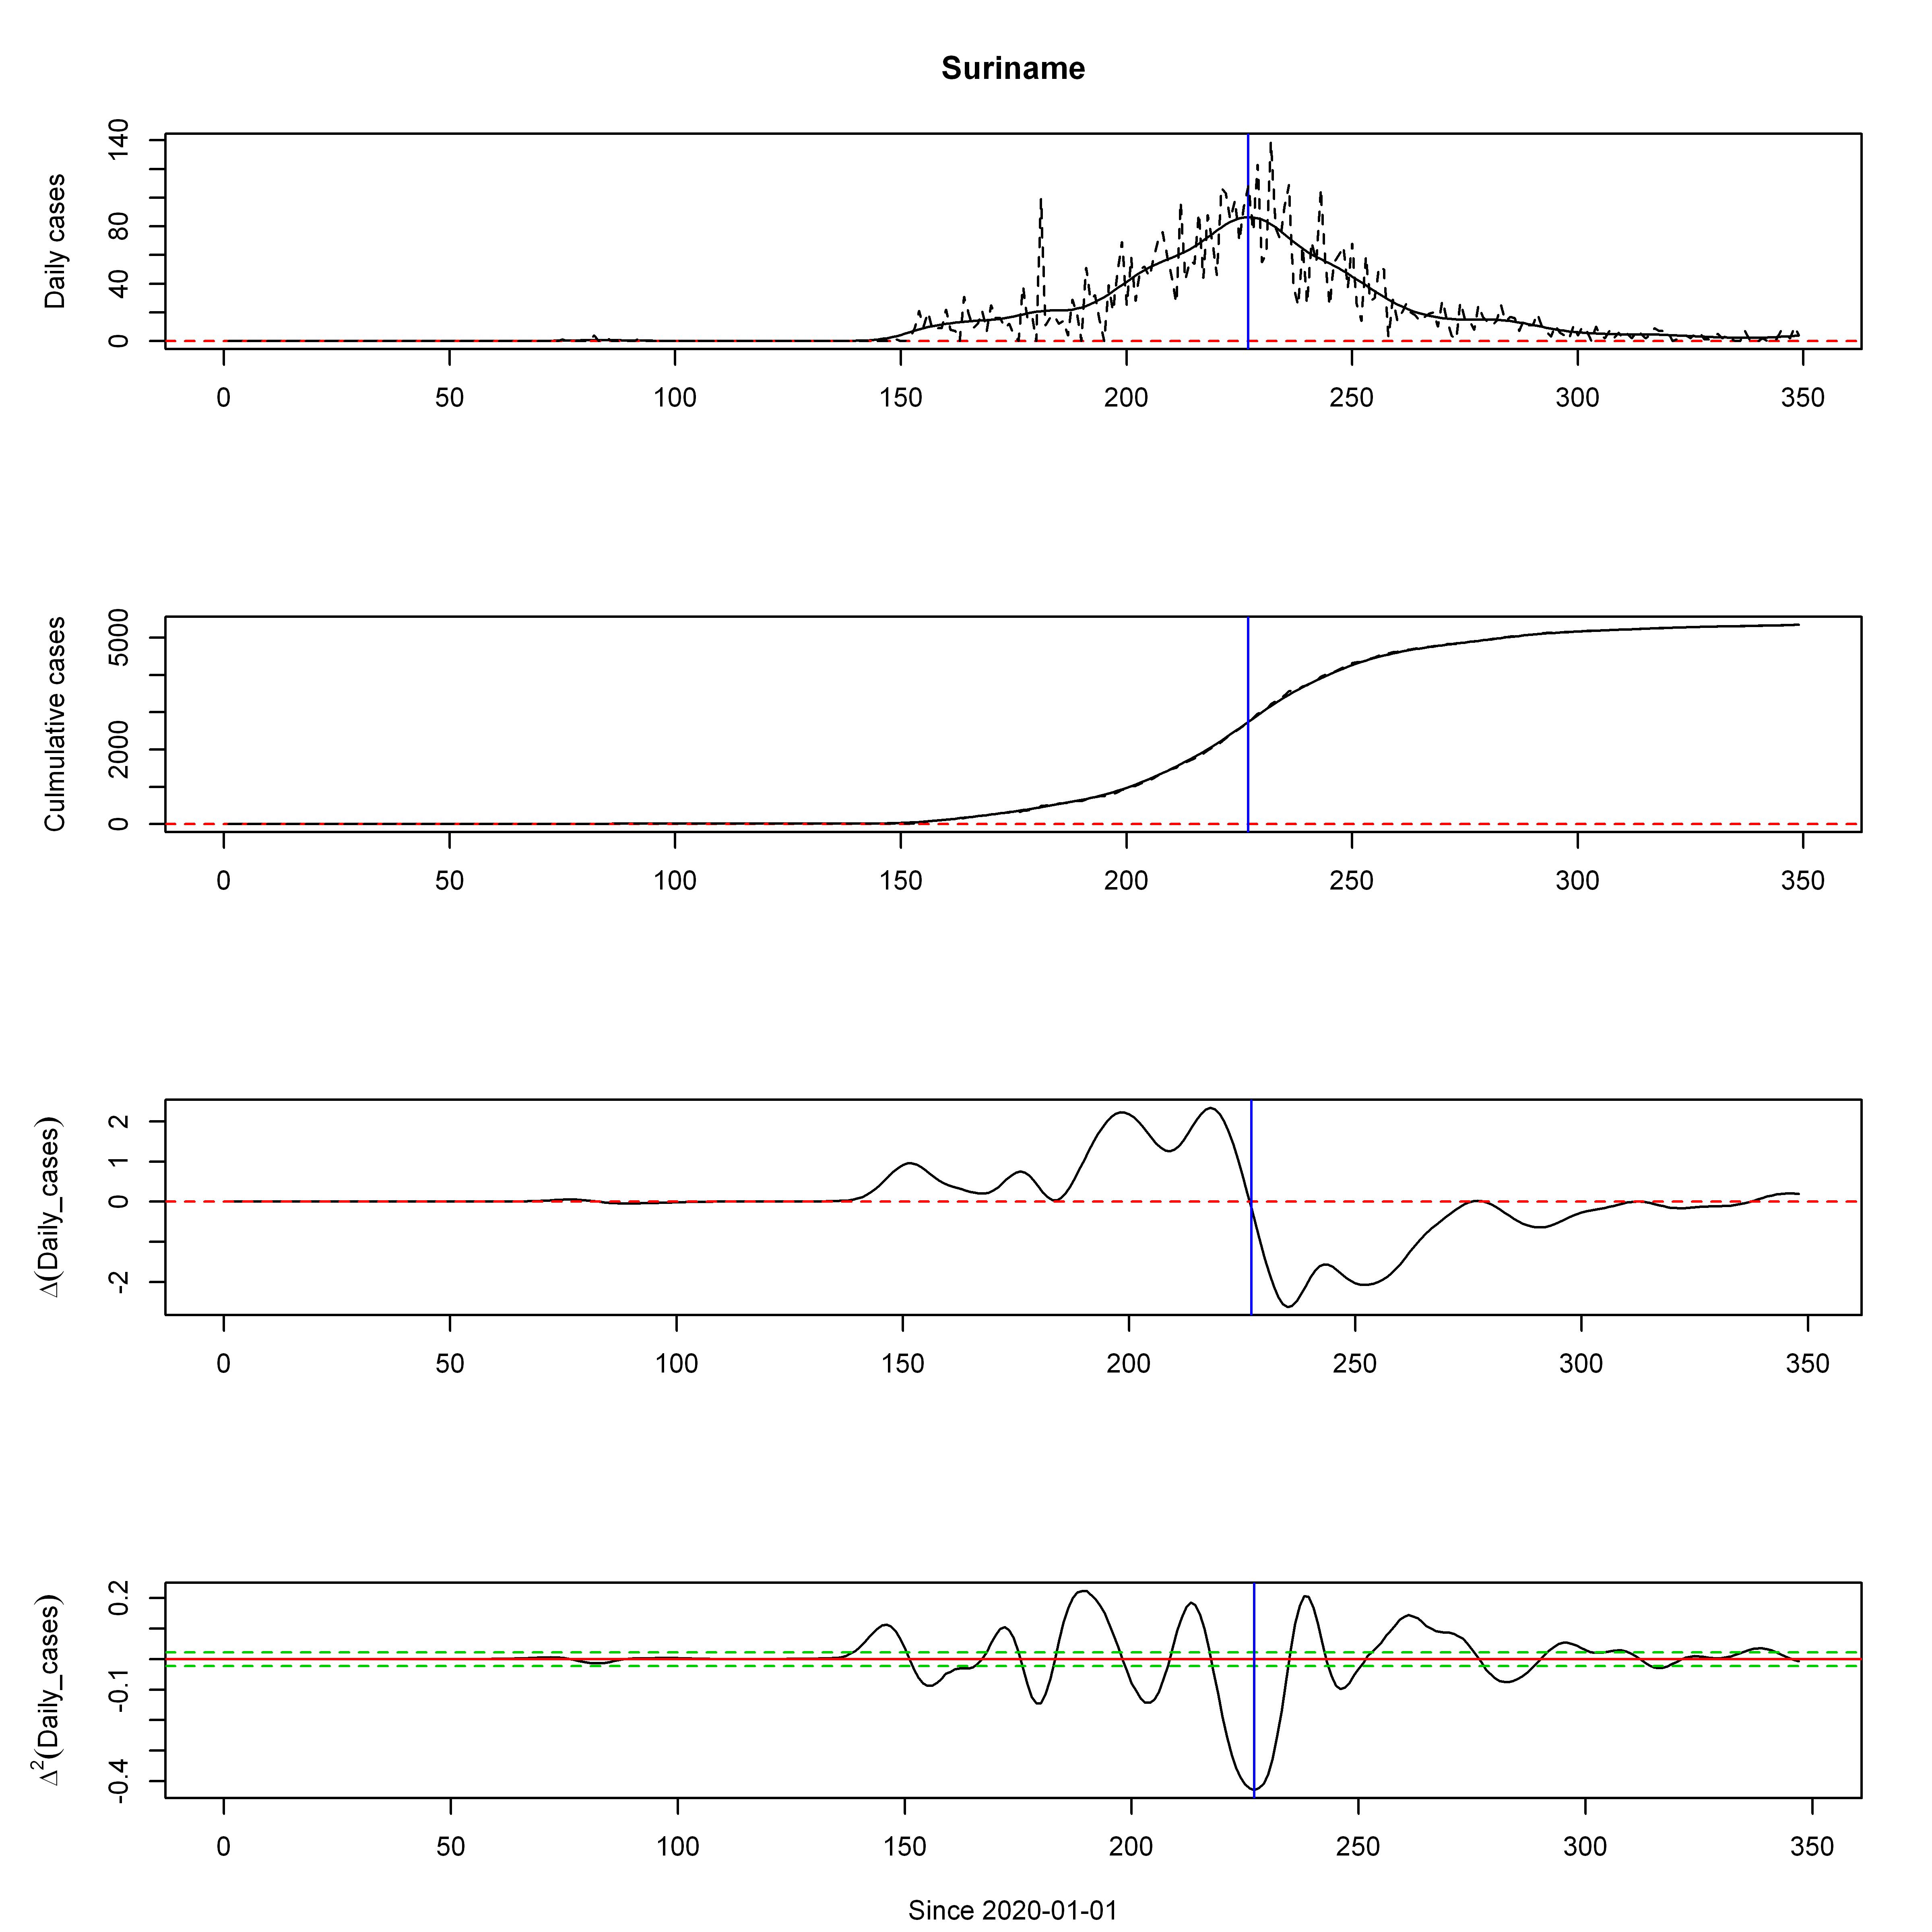 Suriname
Daily cases
0 40 80 140
0 50 100 150 200 250 300 350
Culmulative cases
0 2000 5000
0 50 100 150 200 250 300 350
Δ(Daily_cases)
-2 0 1 2
0 50 100 150 200 250 300 350
Δ²(Daily_cases)
-0.4 -0.1 0.2
0 50 100 150 200 250 300 350
Since 2020-01-01